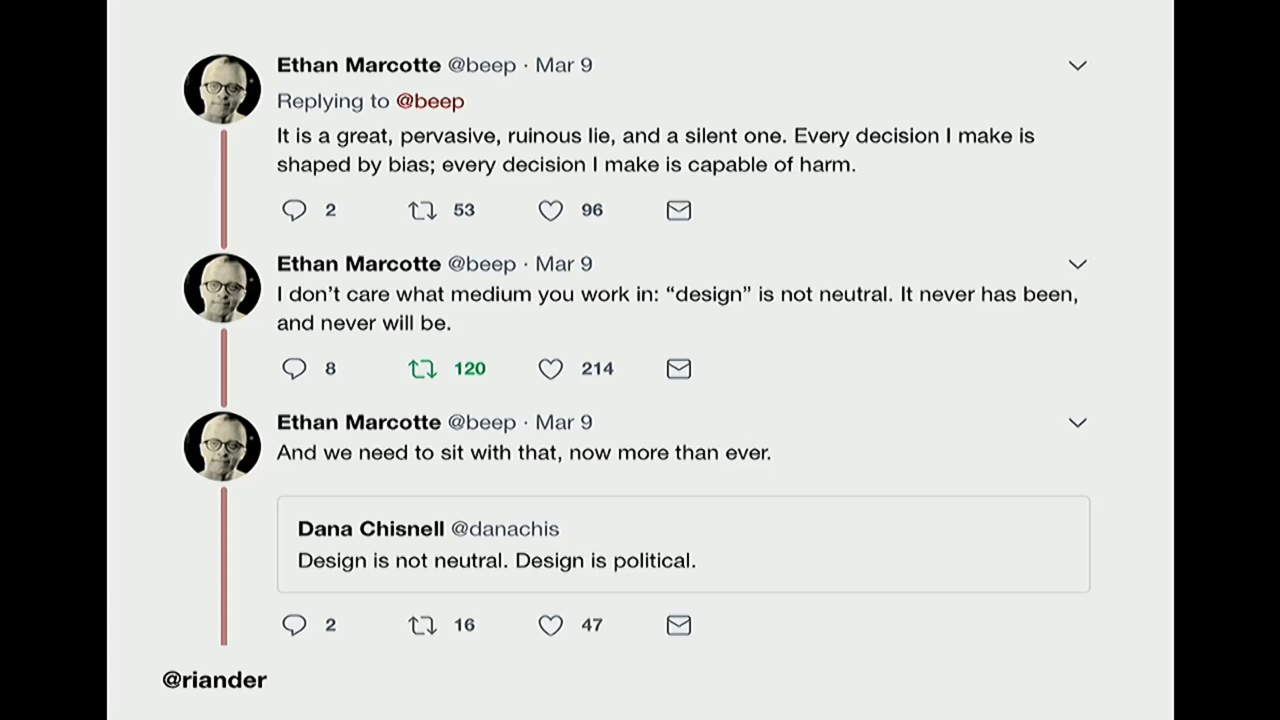 Ethan Marcotte @beep · Mar 9
Replying to @beep
It is a great, pervasive, ruinous lie, and a silent one. Every decision I make is
shaped by bias; every decision I make is capable of harm.
2 53 96
Ethan Marcotte @beep · Mar 9
I don’t care what medium you work in: “design” is not neutral. It never has been,
and never will be.
8 120 214
Ethan Marcotte @beep · Mar 9
And we need to sit with that, now more than ever.
Dana Chisnell @danachis
Design is not neutral. Design is political.
2 16 47
@riander